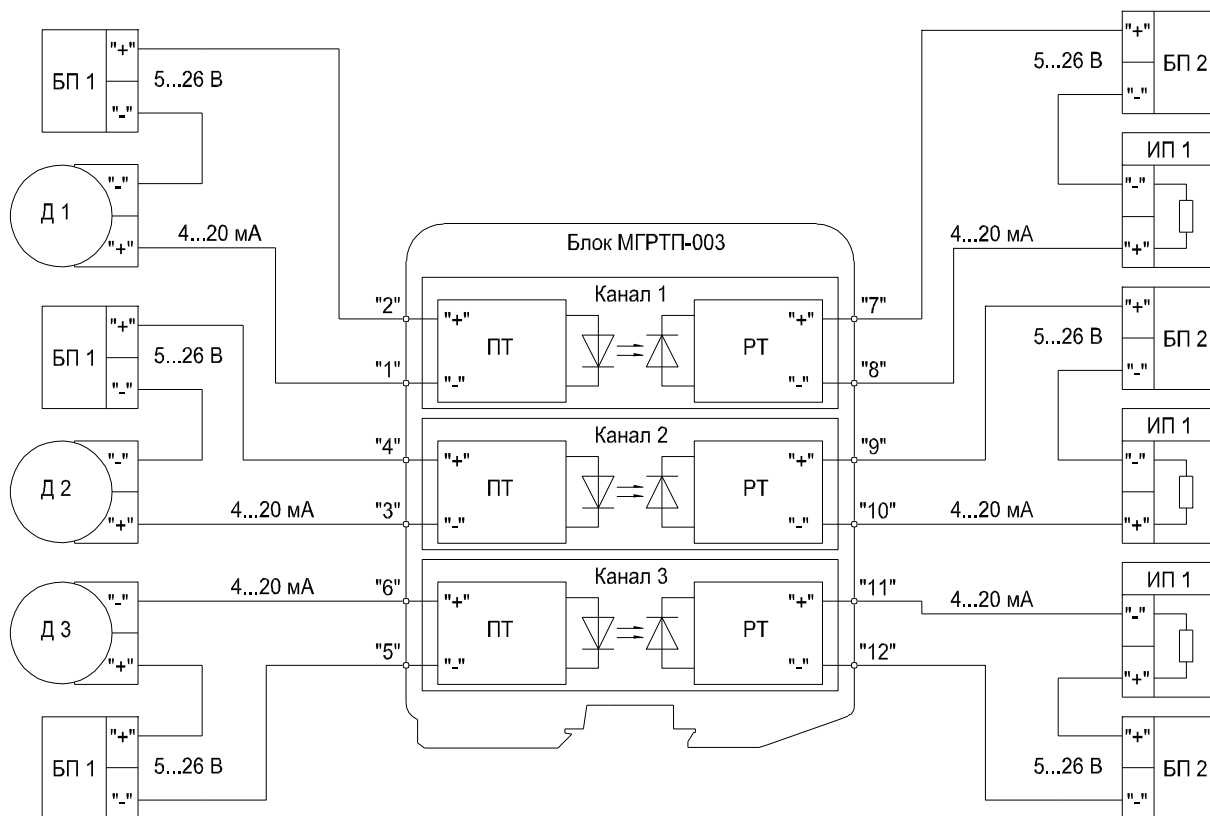 БП 1
"+"
"-"
5...26 В
Д 1
"-"
"+"
4...20 мА
БП 1
"+"
"-"
5...26 В
Д 2
"-"
"+"
4...20 мА
Д 3
"-"
"+"
4...20 мА
БП 1
"+"
"-"
5...26 В
Блок МГРТП-003
Канал 1
"2"
"+"
"1"
"-"
ПТ
РТ
"+"
"7"
"-"
"8"
Канал 2
"4"
"+"
"3"
"-"
ПТ
РТ
"+"
"9"
"-"
"10"
Канал 3
"6"
"+"
"5"
"-"
ПТ
РТ
"+"
"11"
"-"
"12"
5...26 В
"+"
"-"
БП 2
ИП 1
"-"
"+"
4...20 мА
5...26 В
"+"
"-"
БП 2
ИП 1
"-"
"+"
4...20 мА
ИП 1
"-"
"+"
4...20 мА
5...26 В
"+"
"-"
БП 2